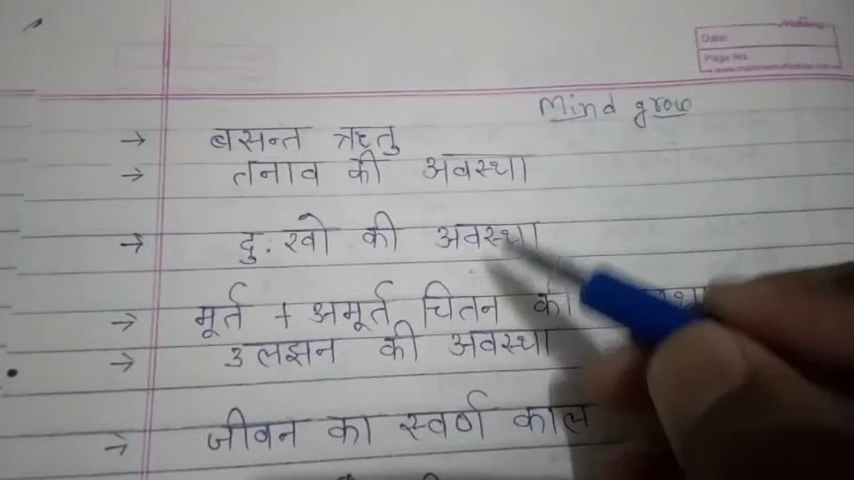 Date:
Page No.
Mind grow
→ बसन्त ऋतु
→ तनाव की अवस्था
→ दु:खो की अवस्था
→ मूर्त + अमूर्त चितन का
→ उलझन की अवस्था
→ जीवन का स्वर्ण काल